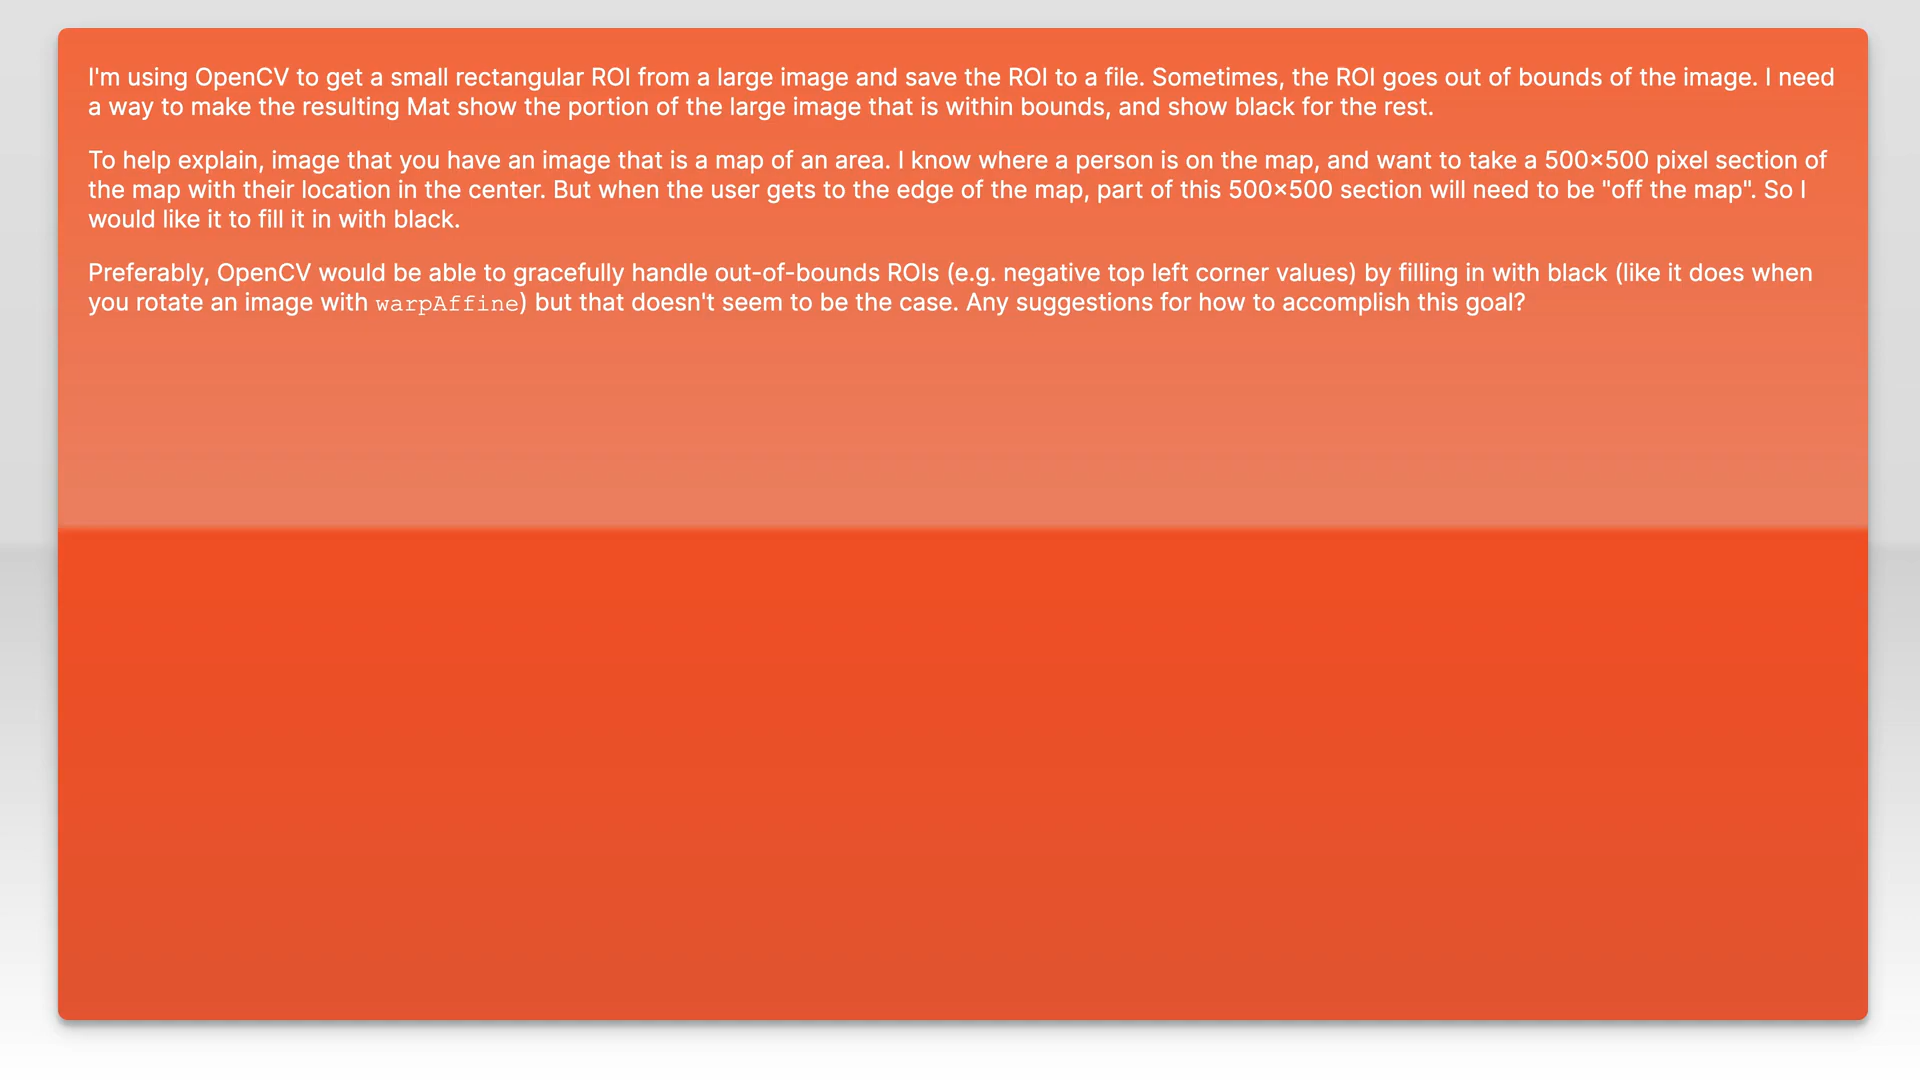 I'm using OpenCV to get a small rectangular ROI from a large image and save the ROI to a file. Sometimes, the ROI goes out of bounds of the image. I need
a way to make the resulting Mat show the portion of the large image that is within bounds, and show black for the rest.
To help explain, image that you have an image that is a map of an area. I know where a person is on the map, and want to take a 500×500 pixel section of
the map with their location in the center. But when the user gets to the edge of the map, part of this 500×500 section will need to be "off the map". So I
would like it to fill it in with black.
Preferably, OpenCV would be able to gracefully handle out-of-bounds ROIs (e.g. negative top left corner values) by filling in with black (like it does when
you rotate an image with warpAffine) but that doesn't seem to be the case. Any suggestions for how to accomplish this goal?